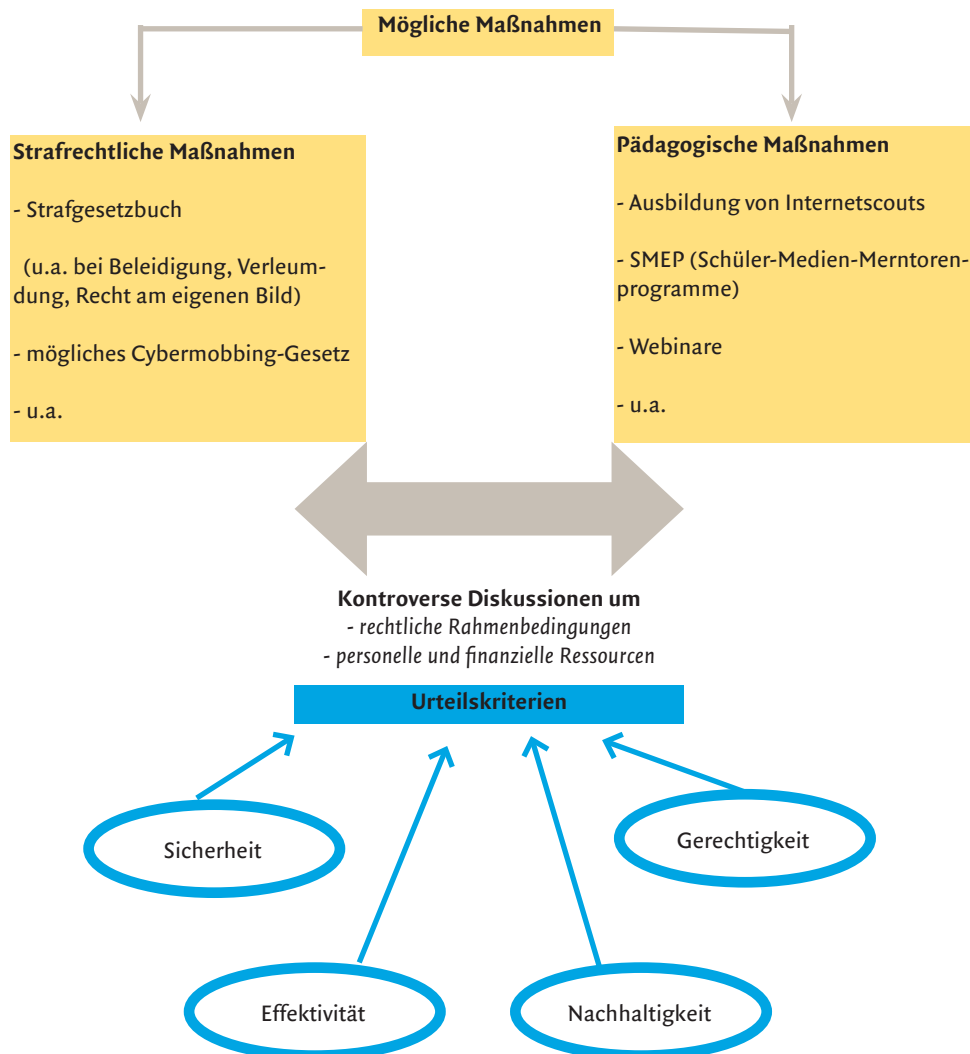 Mögliche Maßnahmen
Strafrechtliche Maßnahmen
- Strafgesetzbuch
(u.a. bei Beleidigung, Verleum-
dung, Recht am eigenen Bild)
- mögliches Cybermobbing-Gesetz
- u.a.
Pädagogische Maßnahmen
- Ausbildung von Internetscouts
- SMEP (Schüler-Medien-Merntoren-
programme)
- Webinare
- u.a.
Kontroverse Diskussionen um
- rechtliche Rahmenbedingungen
- personelle und finanzielle Ressourcen
Urteilskriterien
Sicherheit
Gerechtigkeit
Effektivität
Nachhaltigkeit